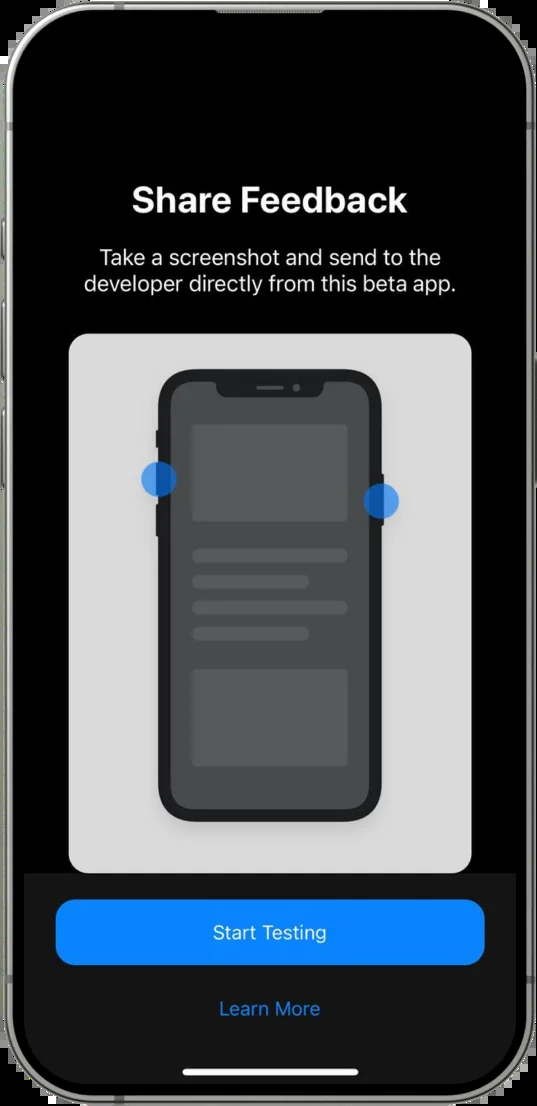 Share Feedback
Take a screenshot and send to the
developer directly from this beta app.
Start Testing
Learn More